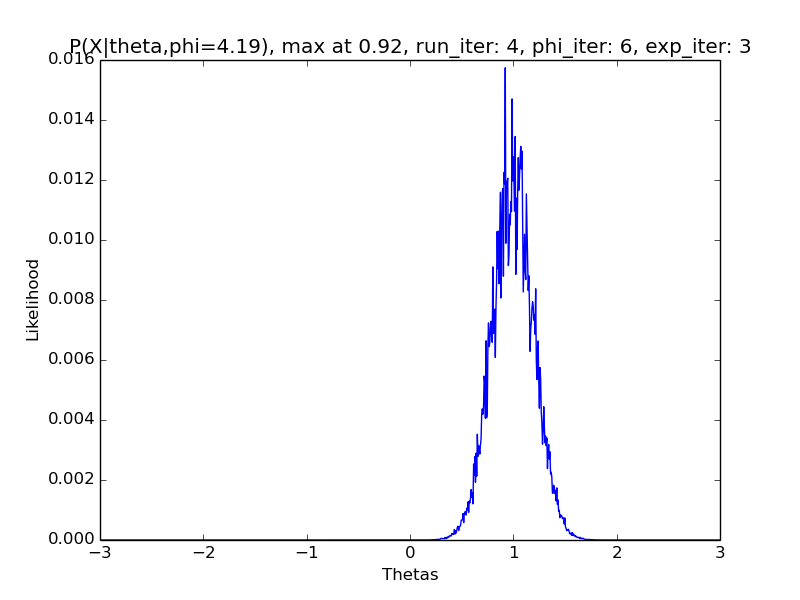 P(X|theta,phi=4.19), max at 0.92, run_iter: 4, phi_iter: 6, exp_iter: 3
0.016
0.014
0.012
0.010
0.008
0.006
0.004
0.002
0.000
Likelihood
−3 −2 −1 0 1 2 3
Thetas